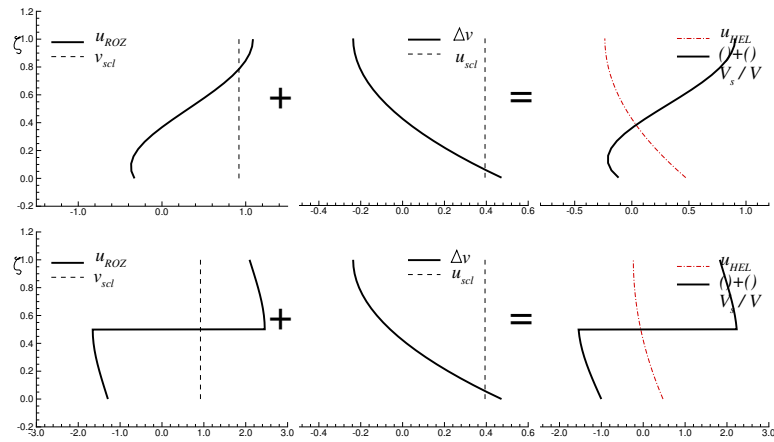 1.2
1.0
0.8
0.6
0.4
0.2
0.0
-0.2
ζ
u_ROZ
v_scl
-1.0 0.0 1.0
+
Δv
u_scl
-0.4 -0.2 0.0 0.2 0.4 0.6
=
u_HEL
()+()
V_s / V
-0.5 0.0 0.5 1.0
1.2
1.0
0.8
0.6
0.4
0.2
0.0
-0.2
ζ
u_ROZ
v_scl
-3.0 -2.0 -1.0 0.0 1.0 2.0 3.0
+
Δv
u_scl
-0.4 -0.2 0.0 0.2 0.4 0.6
=
u_HEL
()+()
V_s / V
-2.0 -1.0 0.0 1.0 2.0 3.0